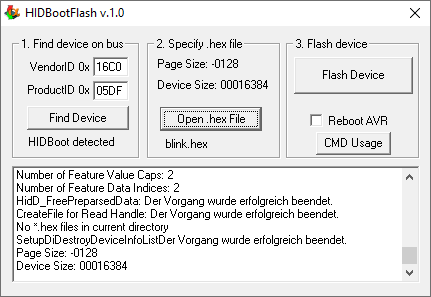 HIDBootFlash v.1.0
1. Find device on bus
VendorID 0x 16C0
ProductID 0x 05DF
Find Device
HIDBoot detected
2. Specify .hex file
Page Size: -0128
Device Size: 00016384
Open .hex File
blink.hex
3. Flash device
Flash Device
Reboot AVR
CMD Usage
Number of Feature Value Caps: 2
Number of Feature Data Indices: 2
HidD_FreePreparsedData: Der Vorgang wurde erfolgreich beendet.
CreateFile for Read Handle: Der Vorgang wurde erfolgreich beendet.
No *.hex files in current directory
SetupDiDestroyDeviceInfoListDer Vorgang wurde erfolgreich beendet.
Page Size: -0128
Device Size: 00016384